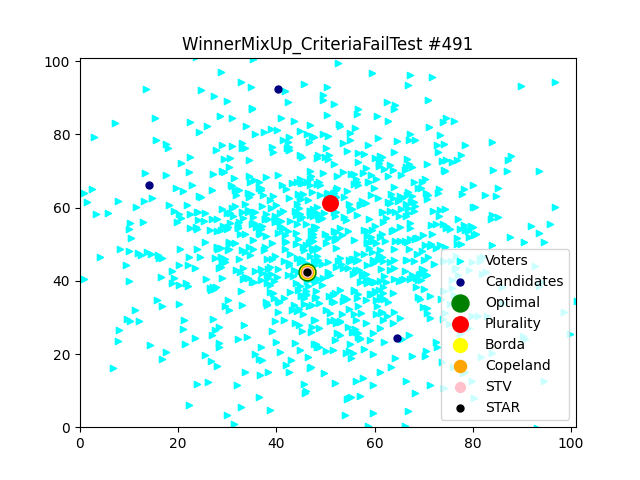 WinnerMixUp_CriteriaFailTest #491
100
80
60
40
20
0
0 20 40 60 80 100
Voters
Candidates
Optimal
Plurality
Borda
Copeland
STV
STAR